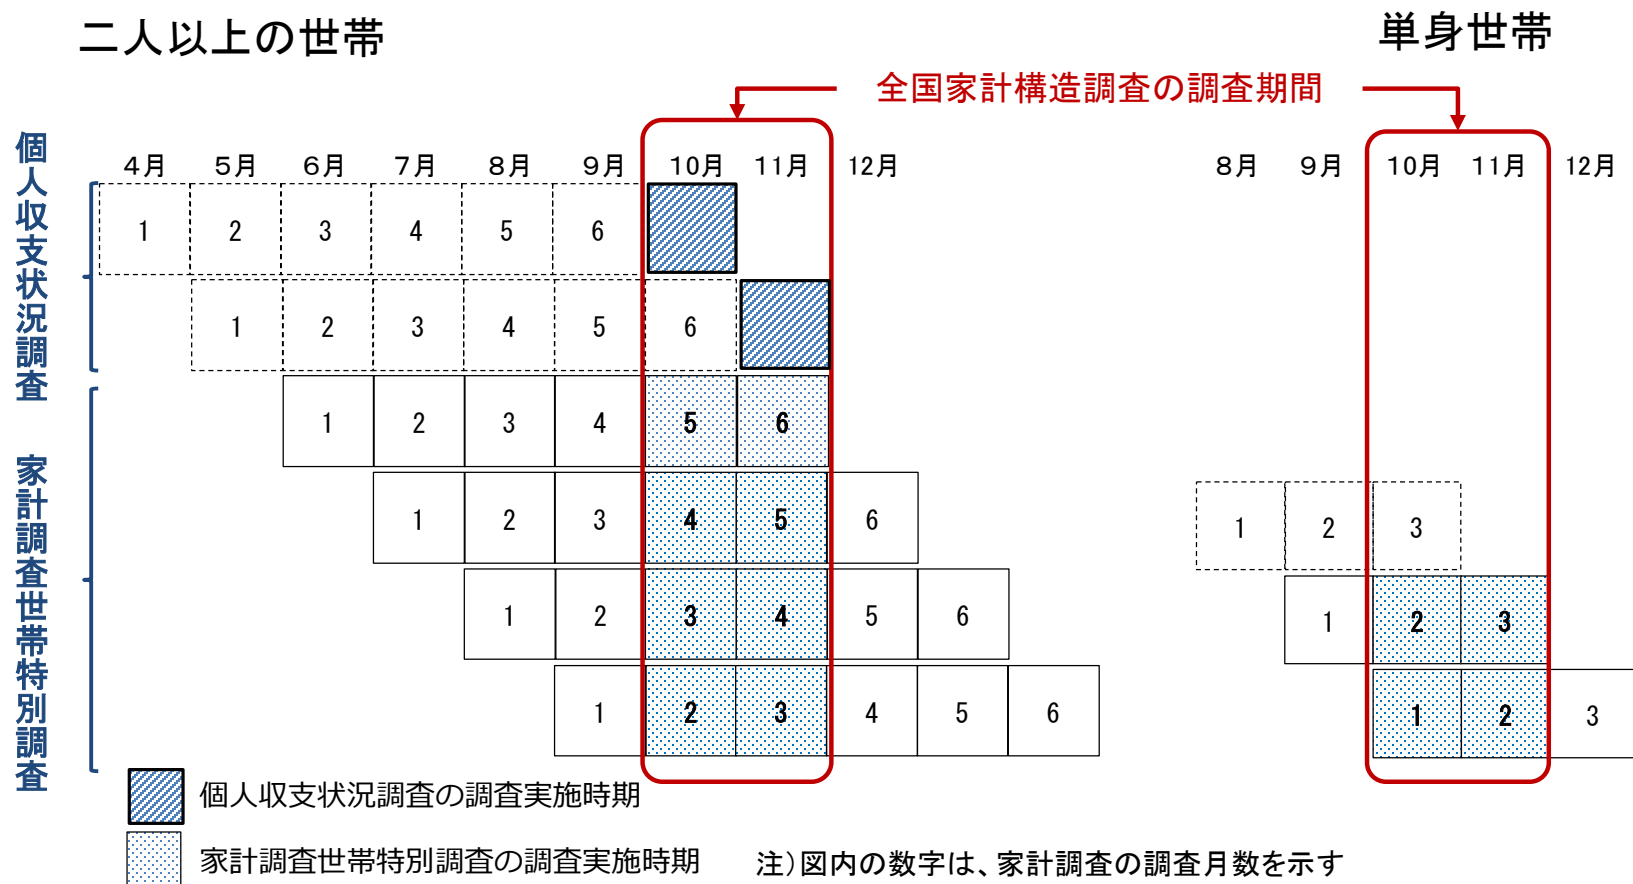 二人以上の世帯
単身世帯
全国家計構造調査の調査期間
個人収支状況調査
家計調査世帯特別調査
4月 5月 6月 7月 8月 9月 10月 11月 12月
8月 9月 10月 11月 12月
1 2 3 4 5 6
1 2 3 4 5 6
1 2 3 4 5 6
1 2 3 4 5 6
1 2 3
1 2 3 4 5 6
1 2 3
1 2 3 4 5 6
1 2 3
個人収支状況調査の調査実施時期
家計調査世帯特別調査の調査実施時期
注)図内の数字は、家計調査の調査月数を示す